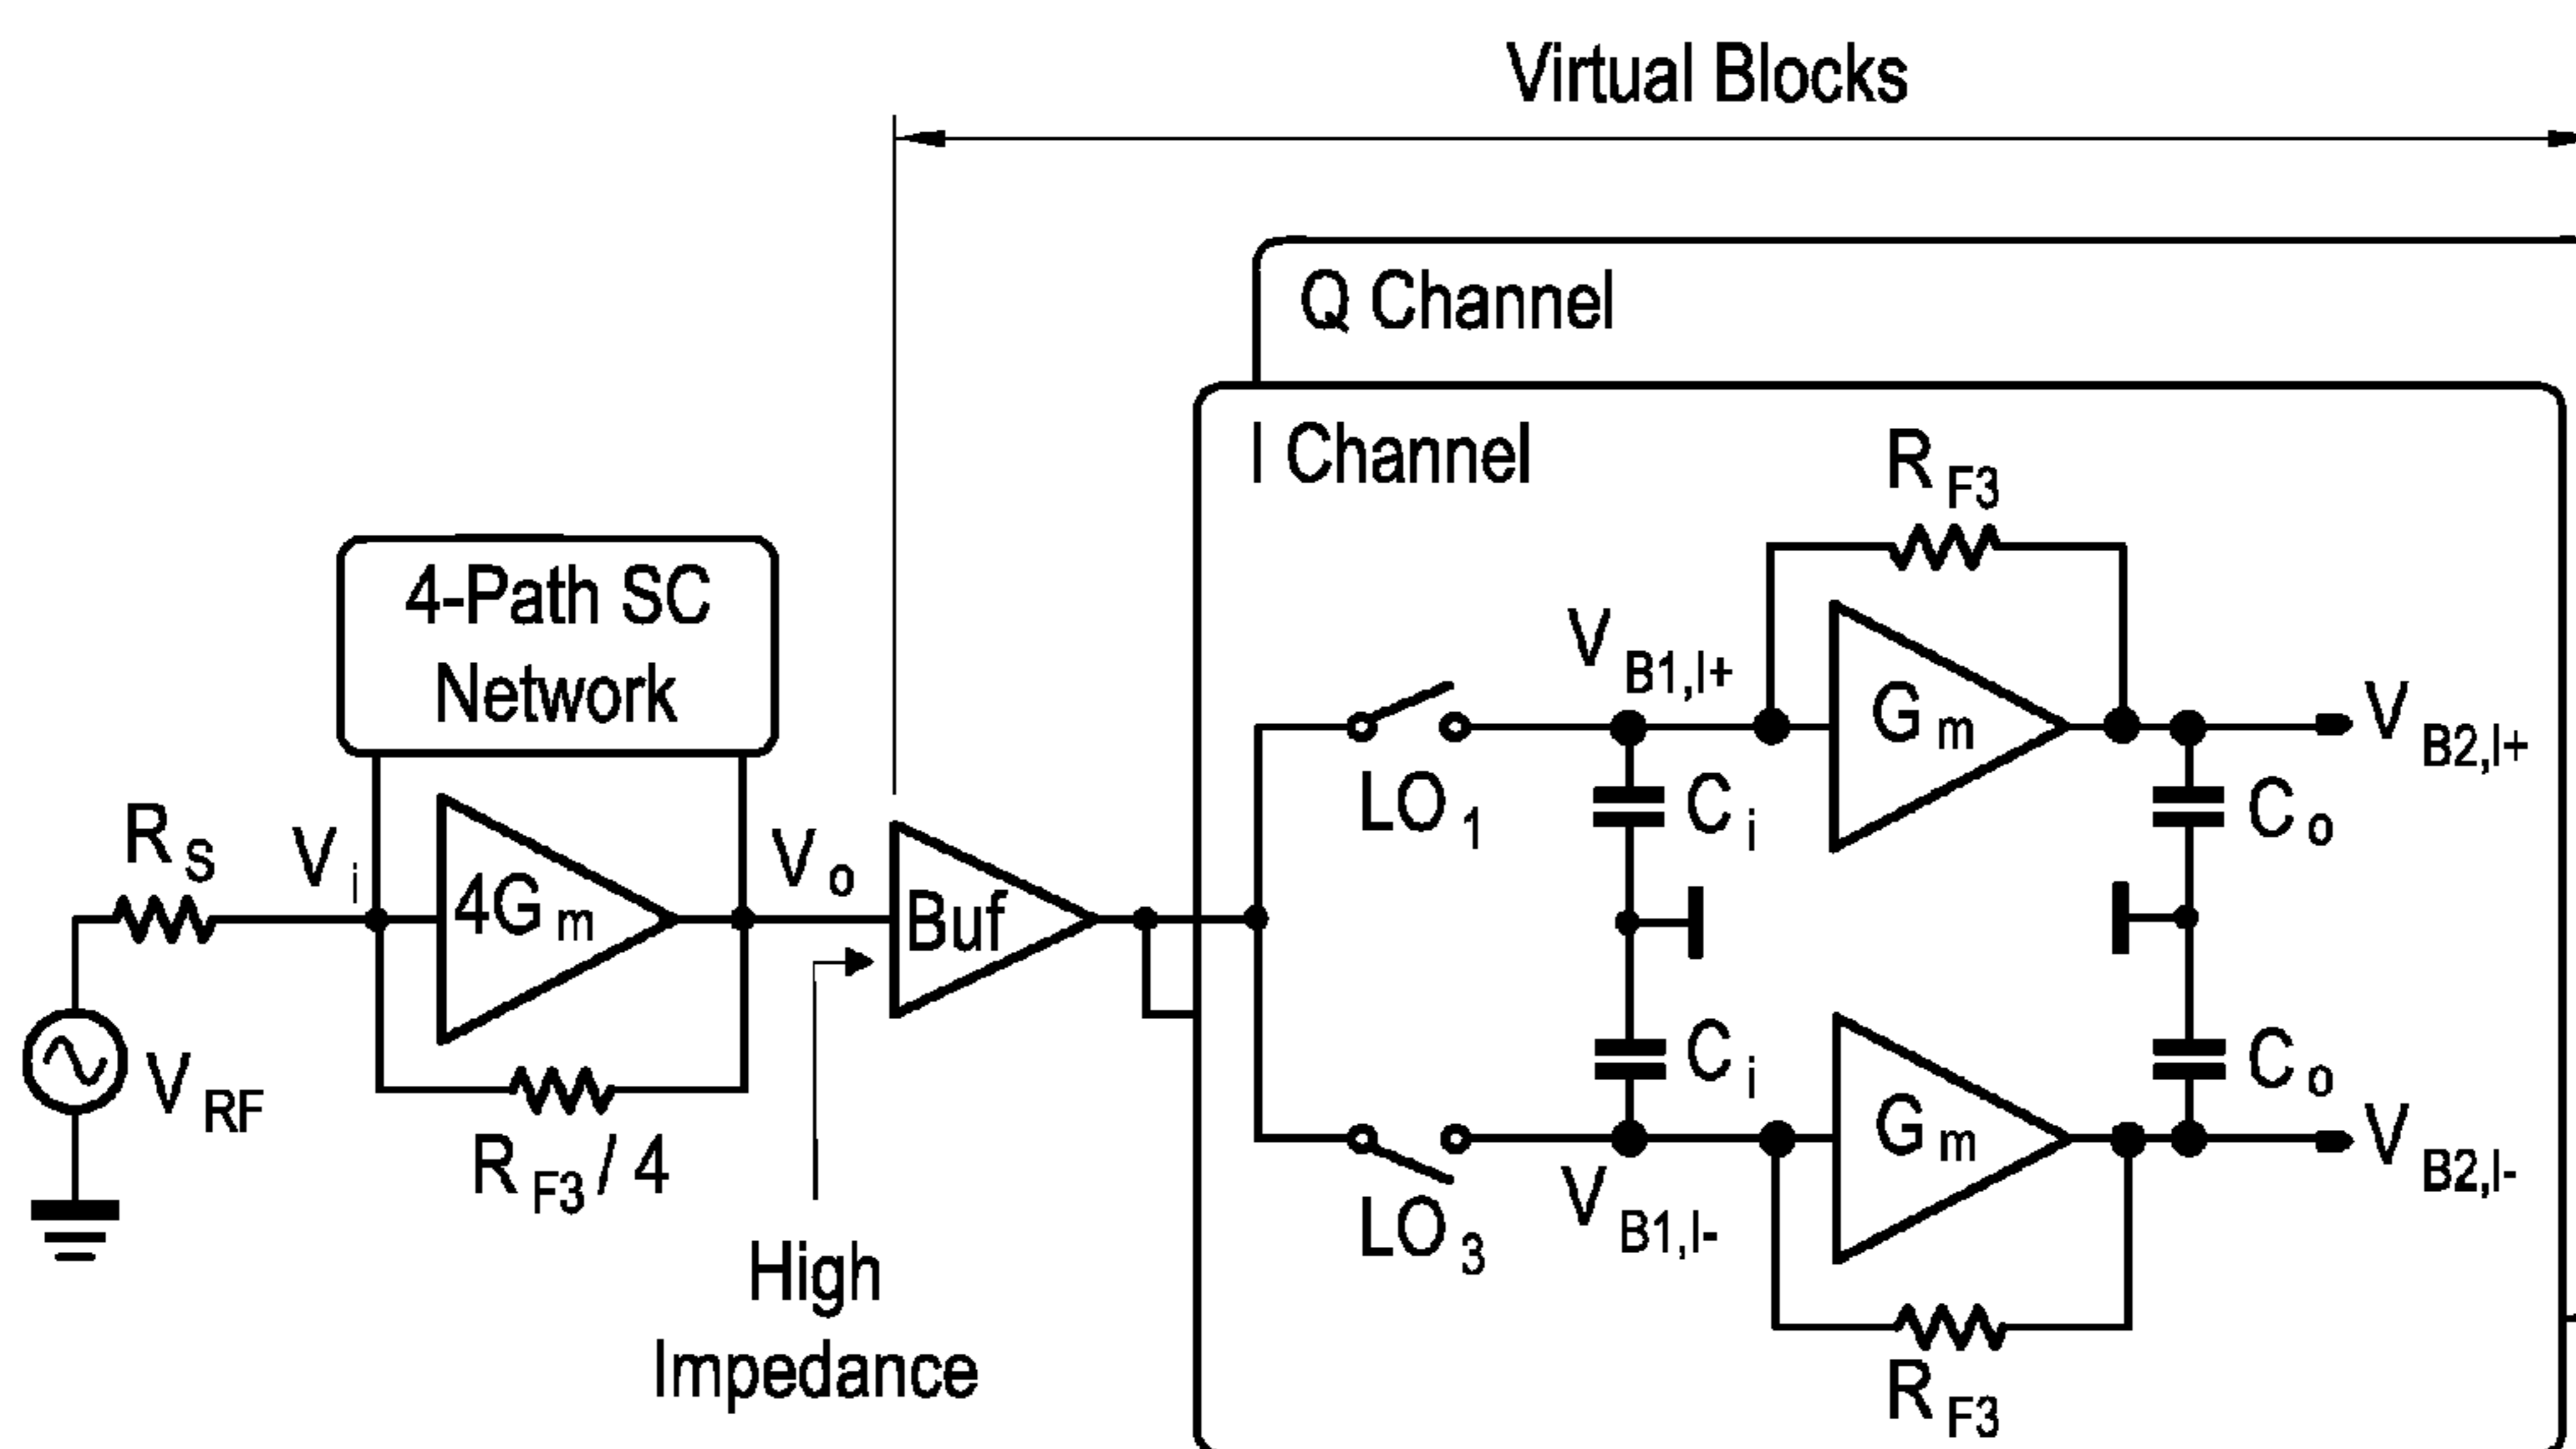 Virtual Blocks
Q Channel
I Channel
R F3
4-Path SC
Network
V B1,I+
G m
V B2,I+
R S
V i
4G m
V o
Buf
LO 1
C i
C o
V RF
R F3 / 4
High
Impedance
C i
C o
G m
V B2,I-
LO 3
V B1,I-
R F3